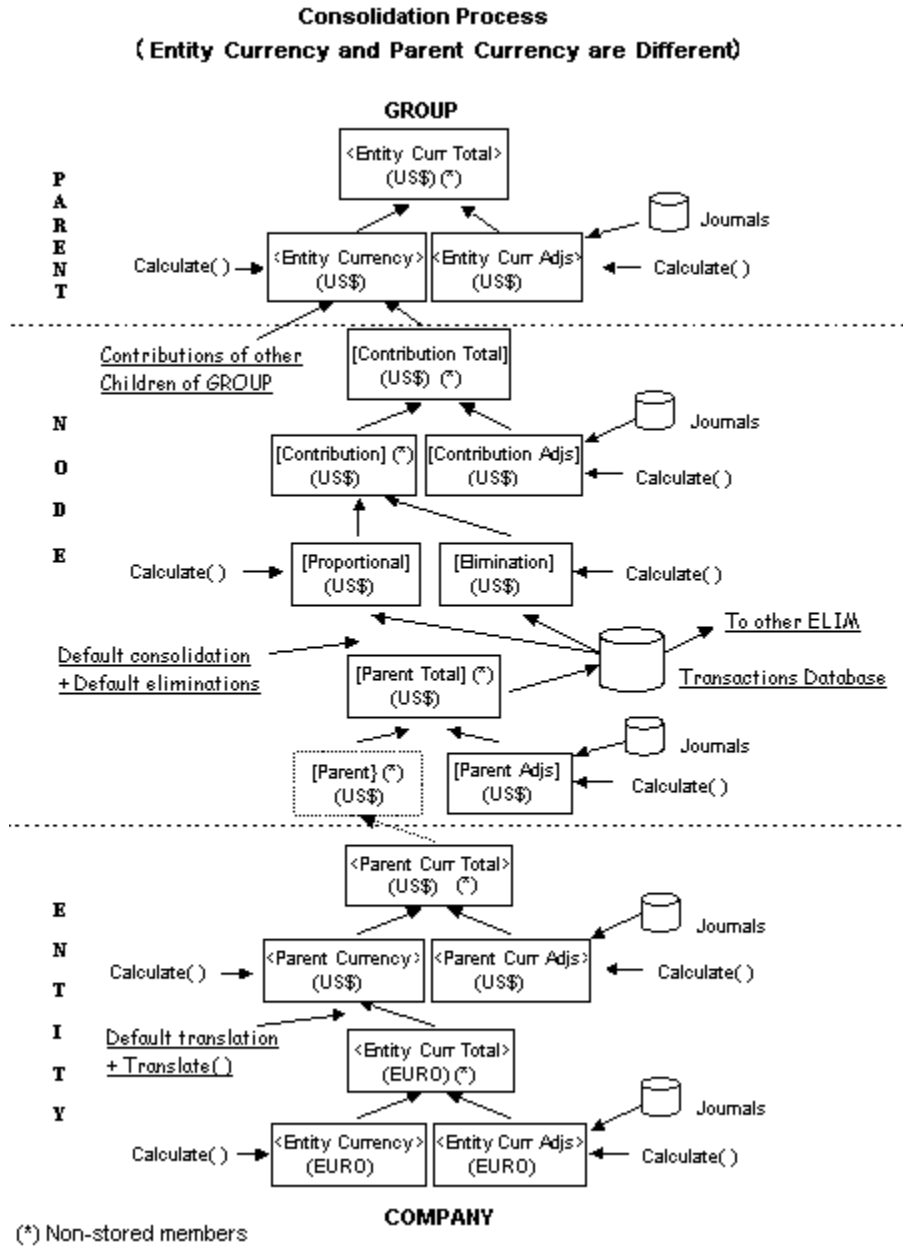 Consolidation Process
( Entity Currency and Parent Currency are Different)
GROUP
PARENT
<Entity Curr Total>
(US$) (*)
Journals
<Entity Currency>
(US$)
<Entity Curr Adjs>
(US$)
Calculate( )
Calculate( )
Contributions of other
Children of GROUP
NODE
[Contribution Total]
(US$) (*)
Journals
[Contribution] (*)
(US$)
[Contribution Adjs]
(US$)
Calculate( )
Calculate( )
[Proportional]
(US$)
[Elimination]
(US$)
Calculate( )
To other ELIM
Default consolidation
+ Default eliminations
[Parent Total] (*)
(US$)
Transactions Database
Journals
[Parent} (*)
(US$)
[Parent Adjs]
(US$)
Calculate( )
ENTITY
<Parent Curr Total>
(US$) (*)
Journals
Calculate( )
<Parent Currency>
(US$)
<Parent Curr Adjs>
(US$)
Calculate( )
Default translation
+ Translate( )
<Entity Curr Total>
(EURO) (*)
Journals
Calculate( )
<Entity Currency>
(EURO)
<Entity Curr Adjs>
(EURO)
Calculate( )
COMPANY
(*) Non-stored members